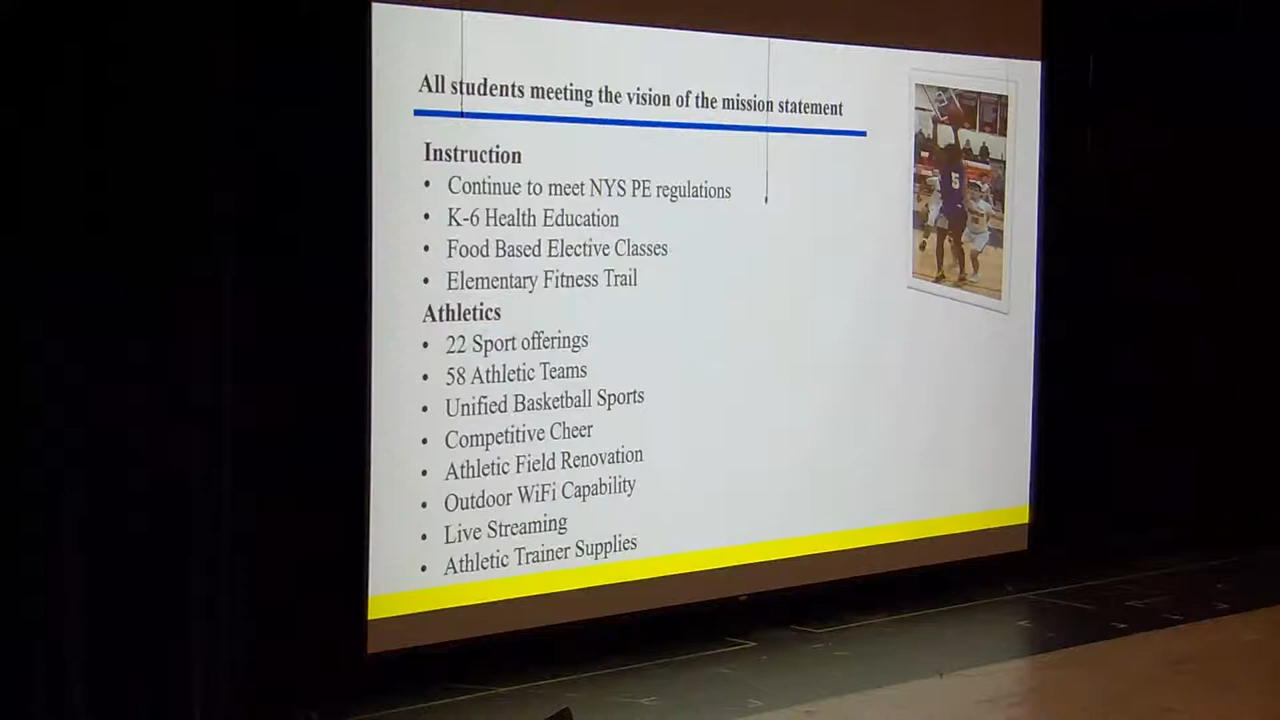 All students meeting the vision of the mission statement
Instruction
• Continue to meet NYS PE regulations
• K-6 Health Education
• Food Based Elective Classes
• Elementary Fitness Trail
Athletics
• 22 Sport offerings
• 58 Athletic Teams
• Unified Basketball Sports
• Competitive Cheer
• Athletic Field Renovation
• Outdoor WiFi Capability
• Live Streaming
• Athletic Trainer Supplies
5